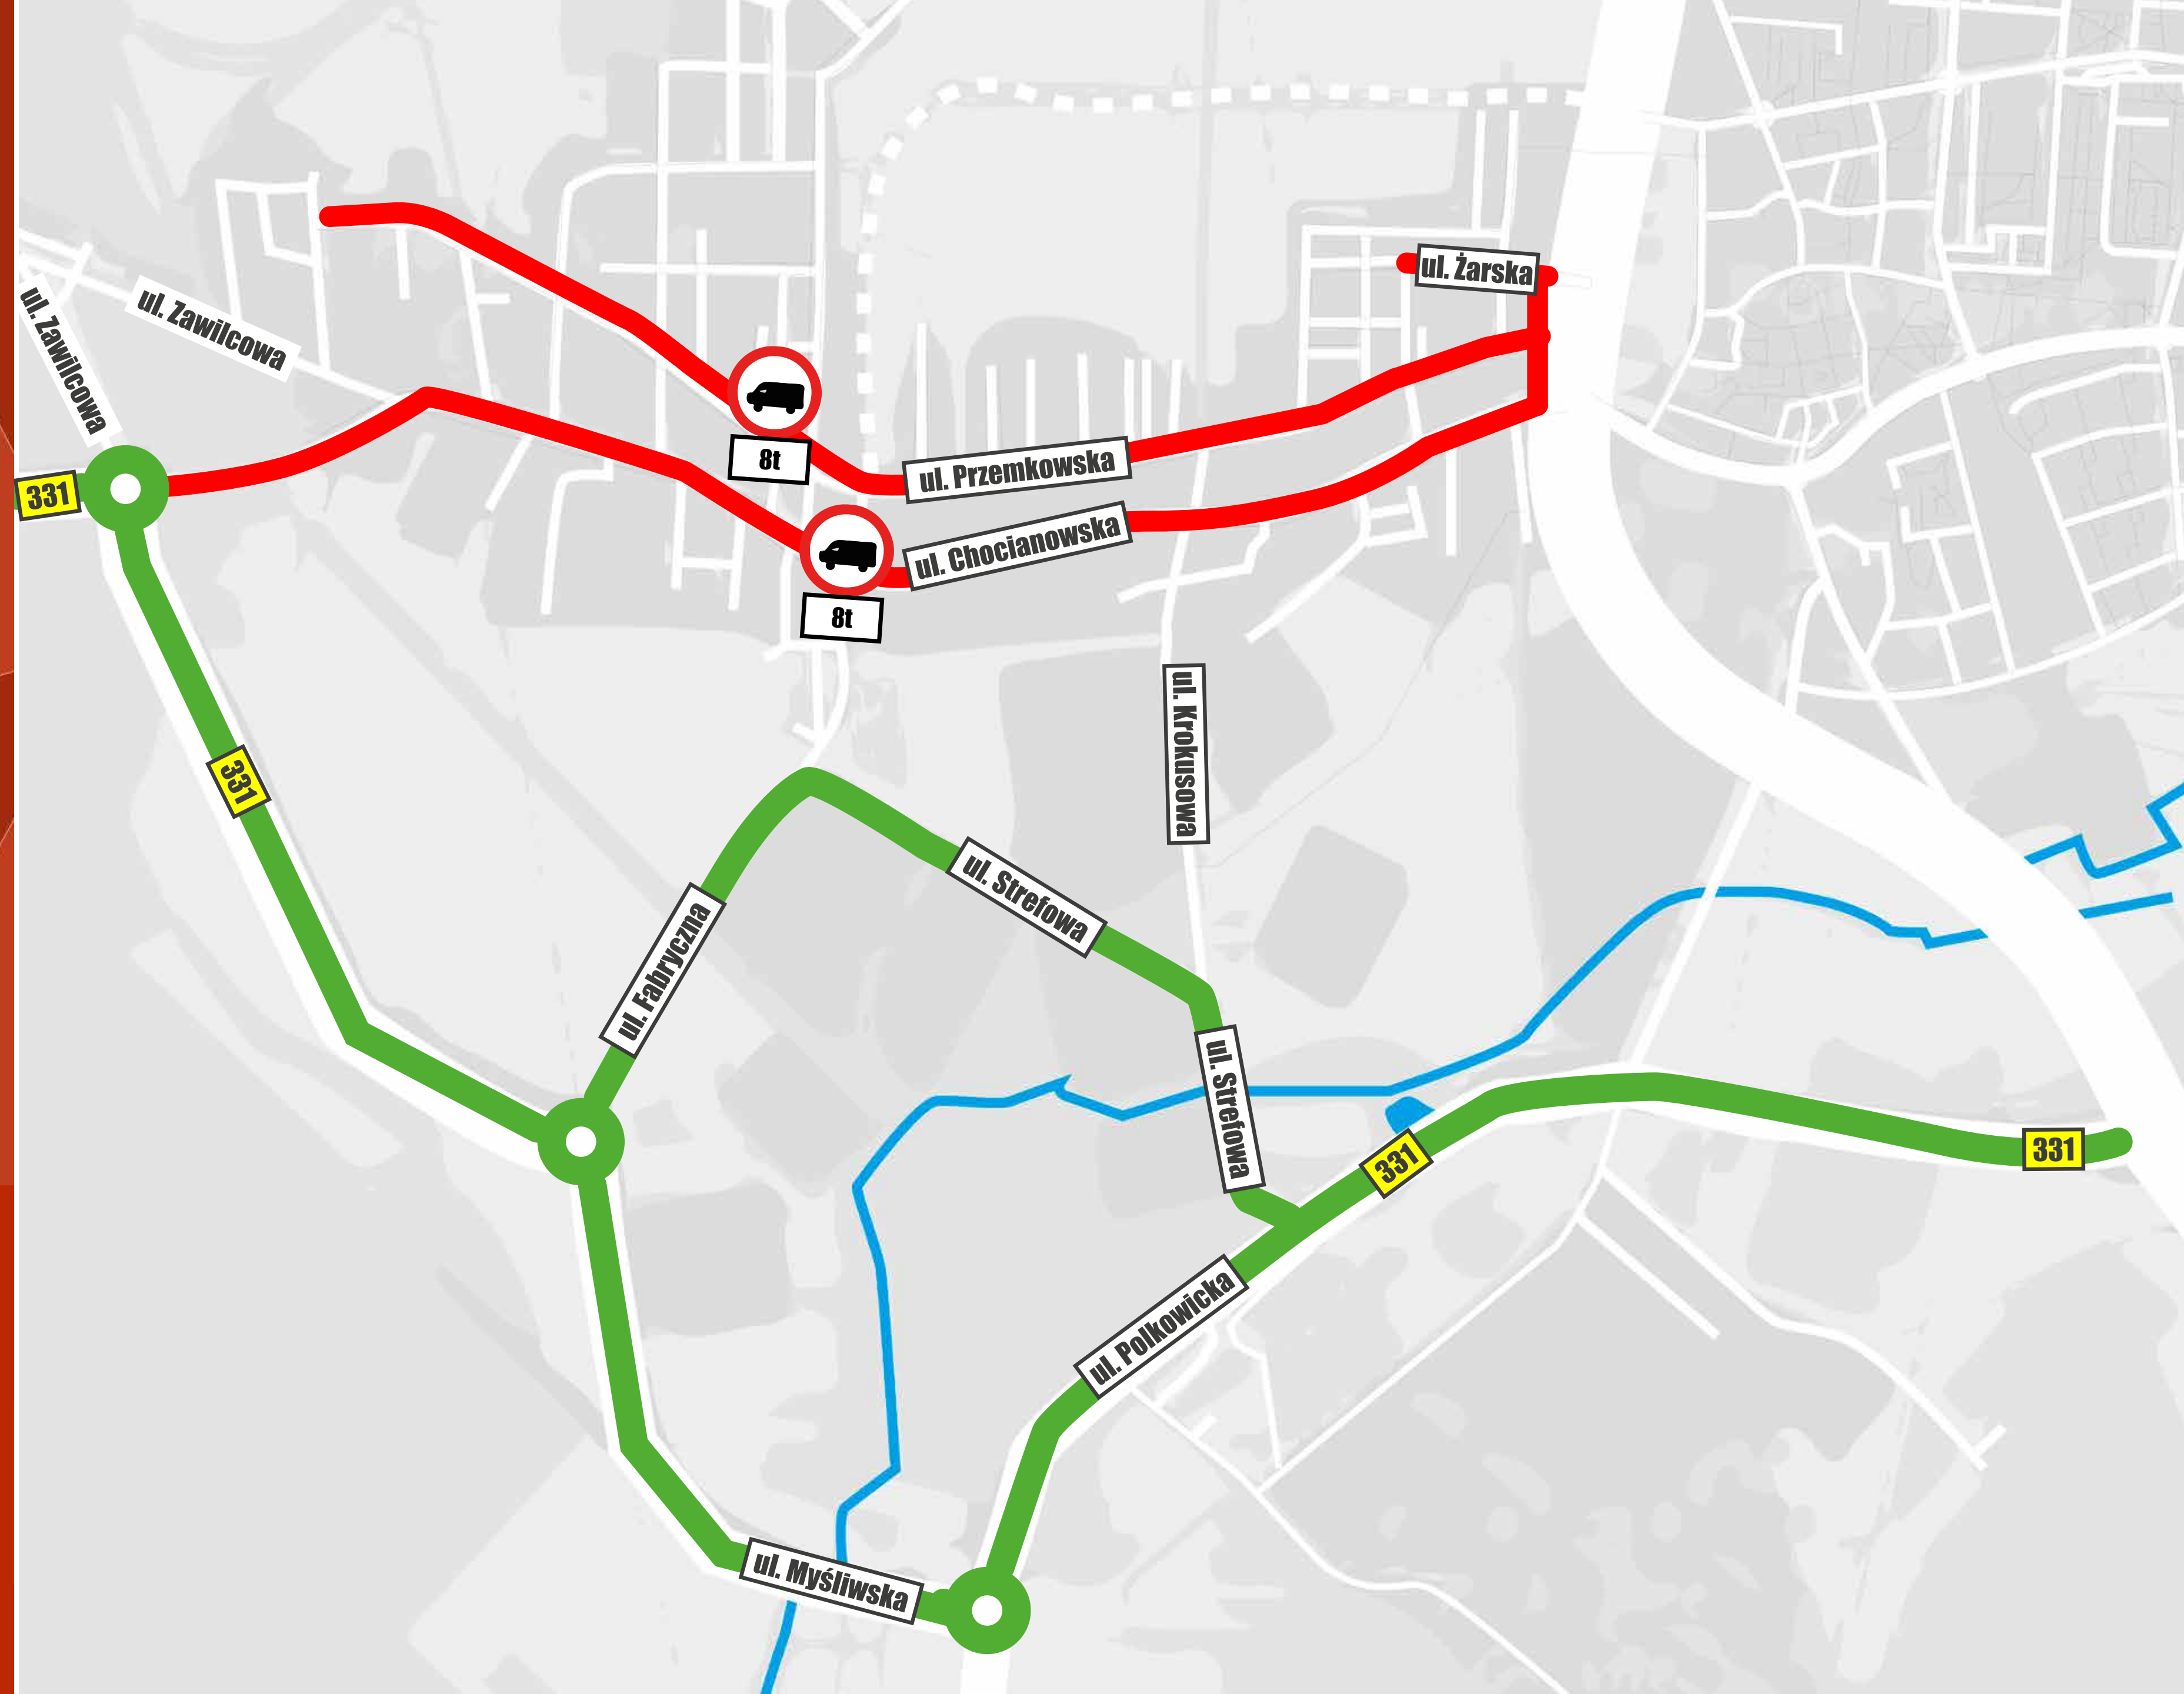 ul. Żarska
ul. Zawilcowa
ul. Zawilcowa
8t
ul. Przemkowska
331
ul. Chocianowska
8t
ul. Krokusowa
331
ul. Strefowa
ul. Fabryczna
ul. Strefowa
331
331
ul. Polkowicka
ul. Myśliwska